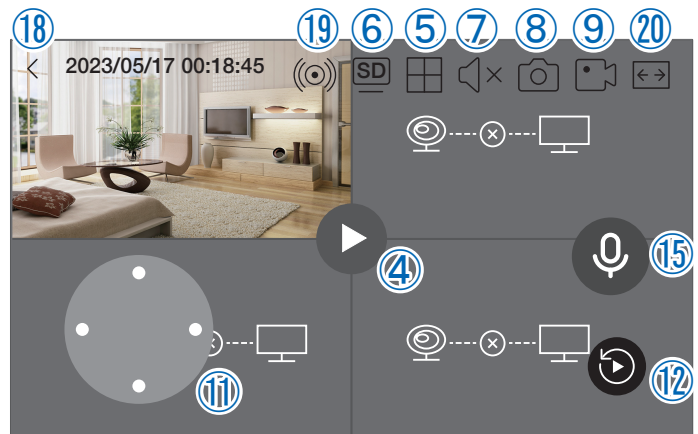 ⑱ ⑲ ⑥ ⑤ ⑦ ⑧ ⑨ ⑳
2023/05/17 00:18:45 SD
④ ⑮
⑪ ⑫